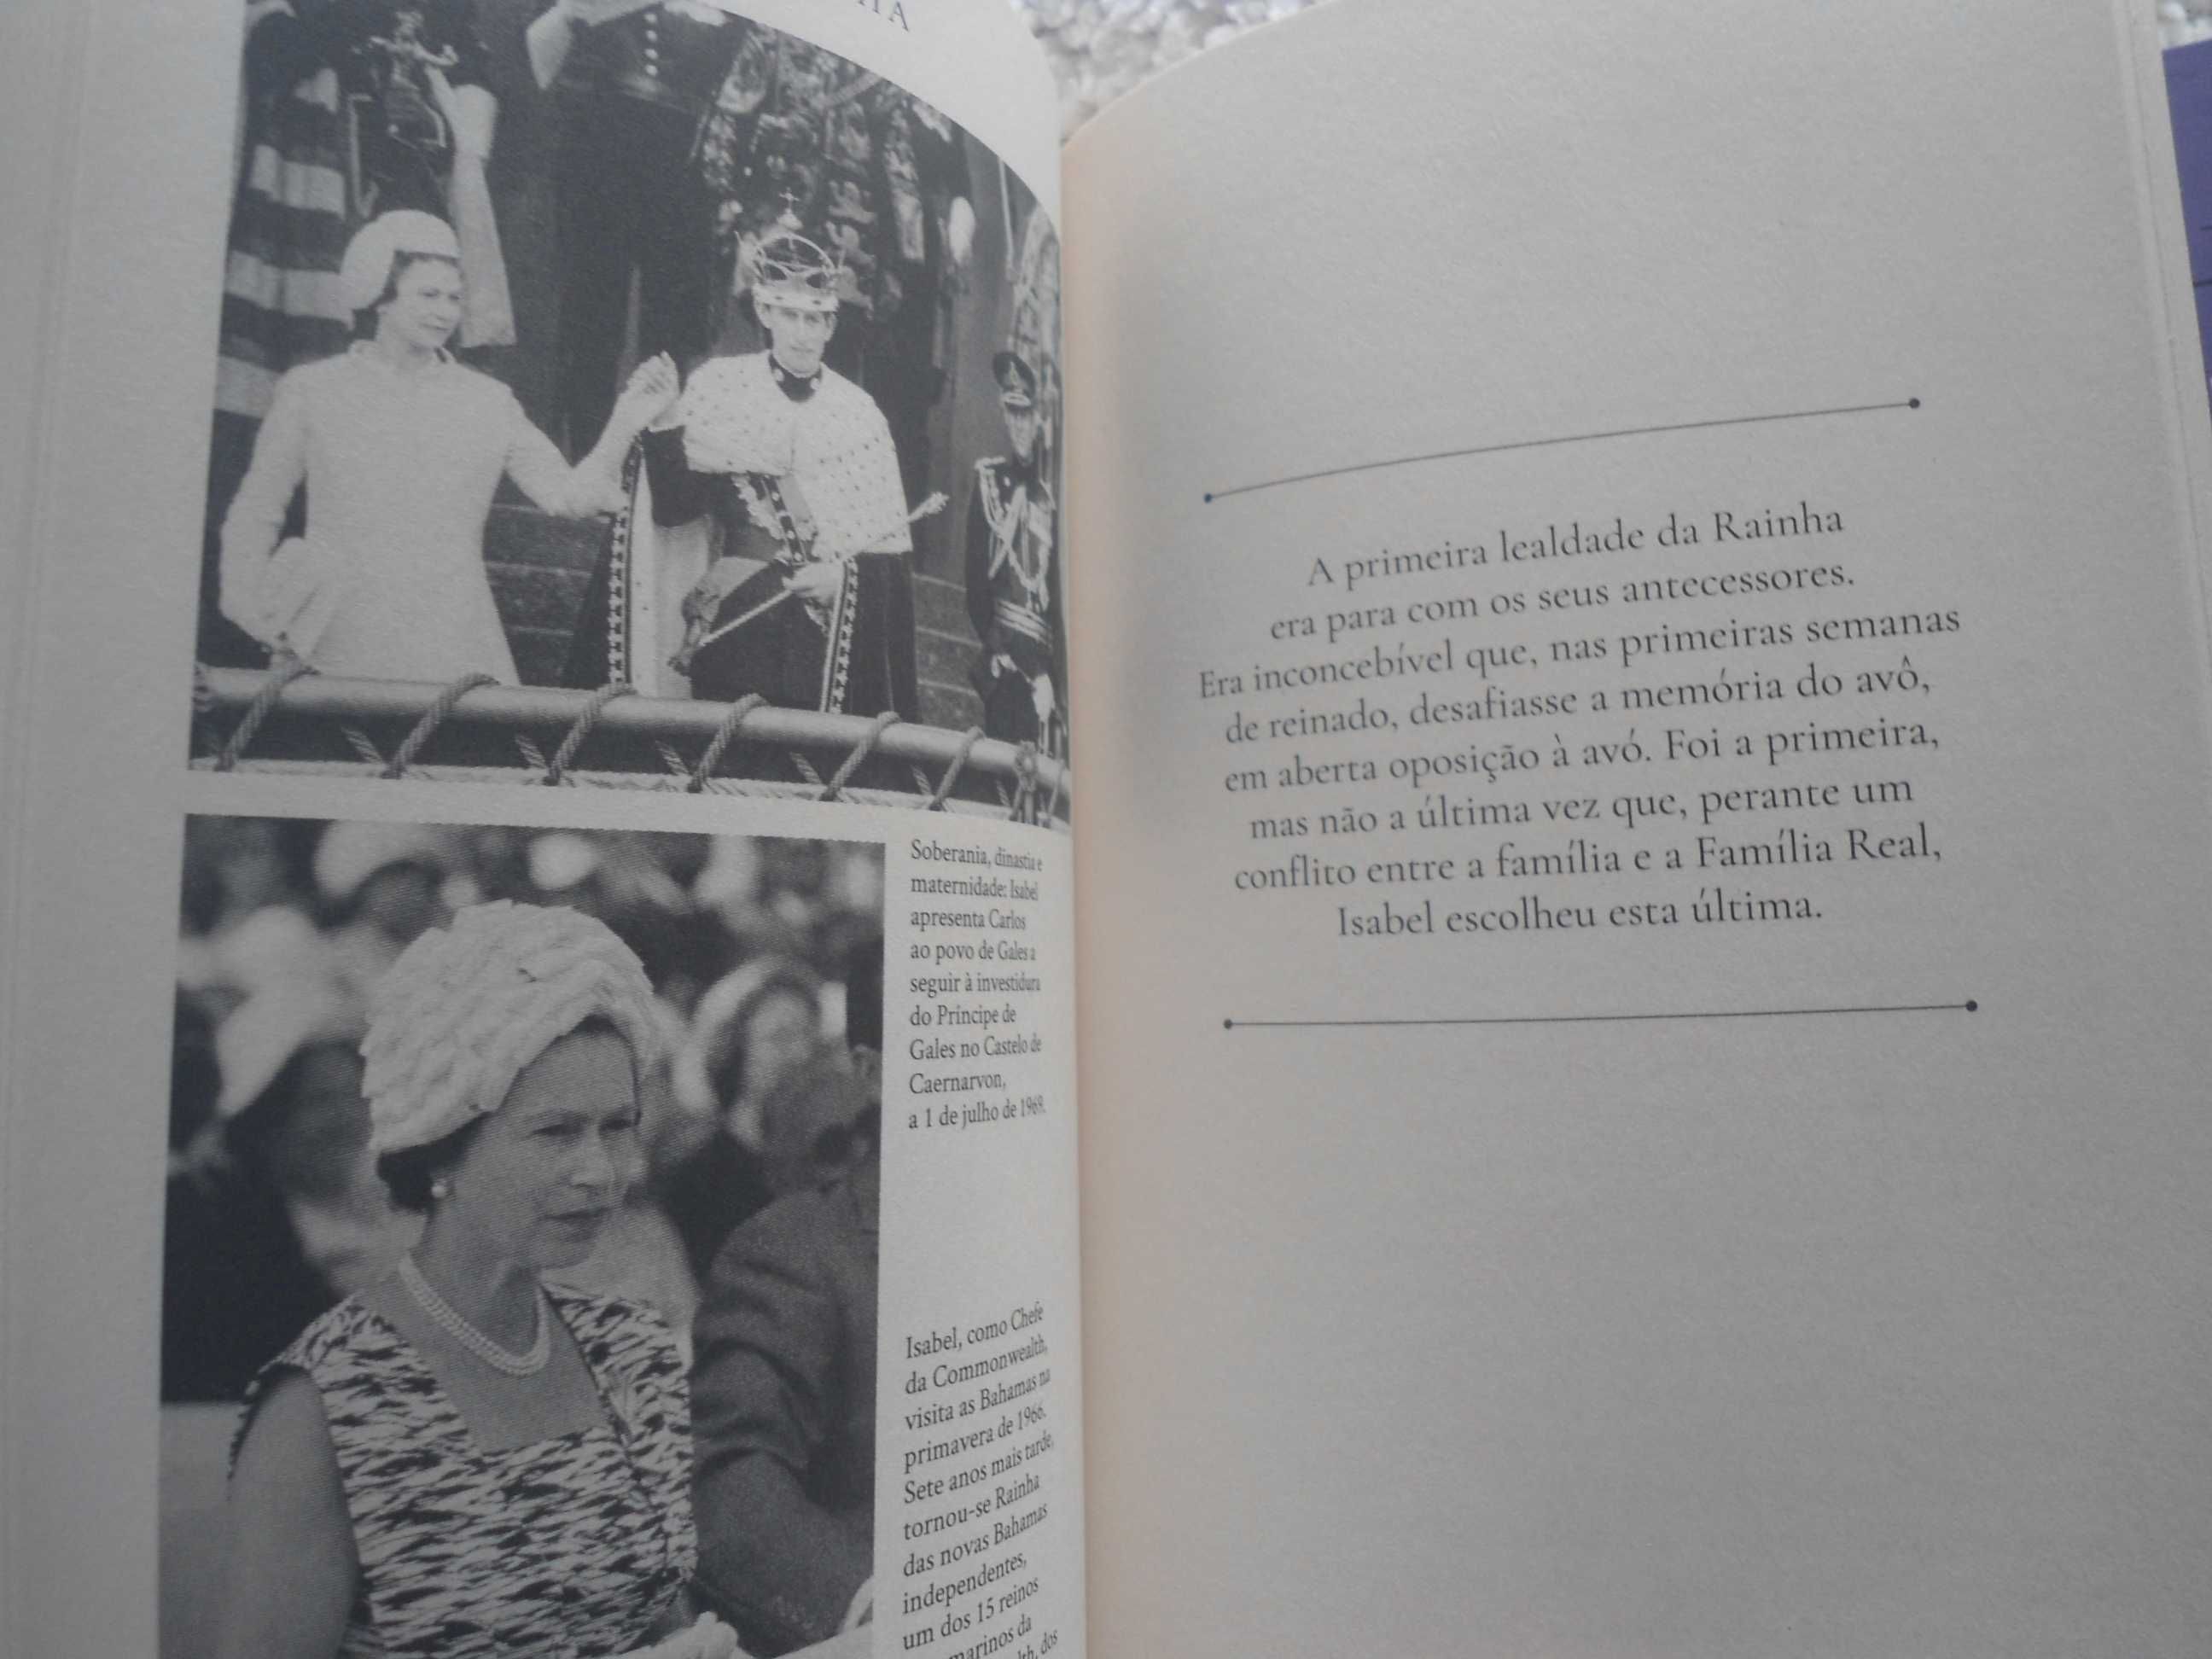 Soberania, dinastia e
maternidade: Isabel
apresenta Carlos
ao povo de Gales a
seguir à investidura
do Príncipe de
Gales no Castelo de
Caernarvon,
a 1 de julho de 1969.
Isabel, como Chefe
da Commonwealth,
visita as Bahamas na
primavera de 1966.
Sete anos mais tarde,
tornou-se Rainha
das novas Bahamas
independentes,
um dos 15 reinos
da
dos
A primeira lealdade da Rainha
era para com os seus antecessores.
Era inconcebível que, nas primeiras semanas
de reinado, desafiasse a memória do avô,
em aberta oposição à avó. Foi a primeira,
mas não a última vez que, perante um
conflito entre a família e a Família Real,
Isabel escolheu esta última.